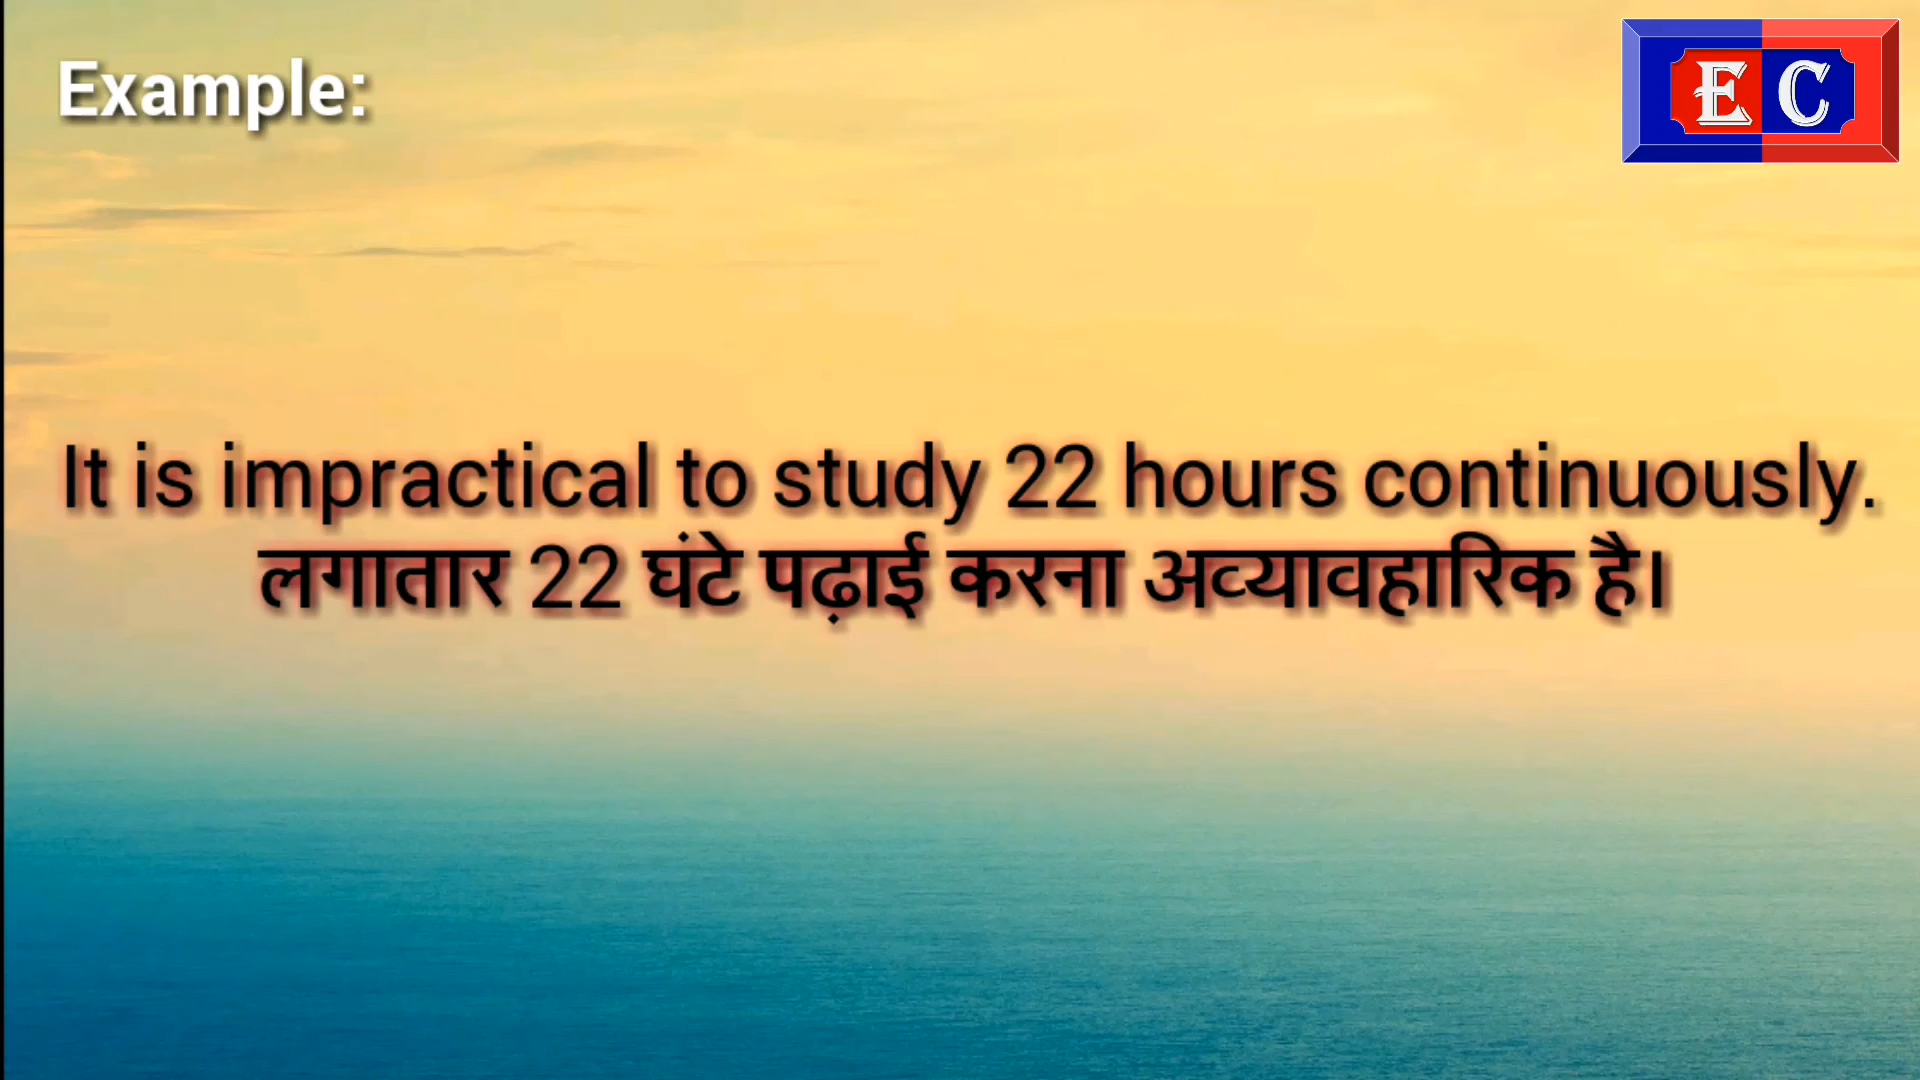 Example:
EC
It is impractical to study 22 hours continuously.
लगातार 22 घंटे पढ़ाई करना अव्यावहारिक है।